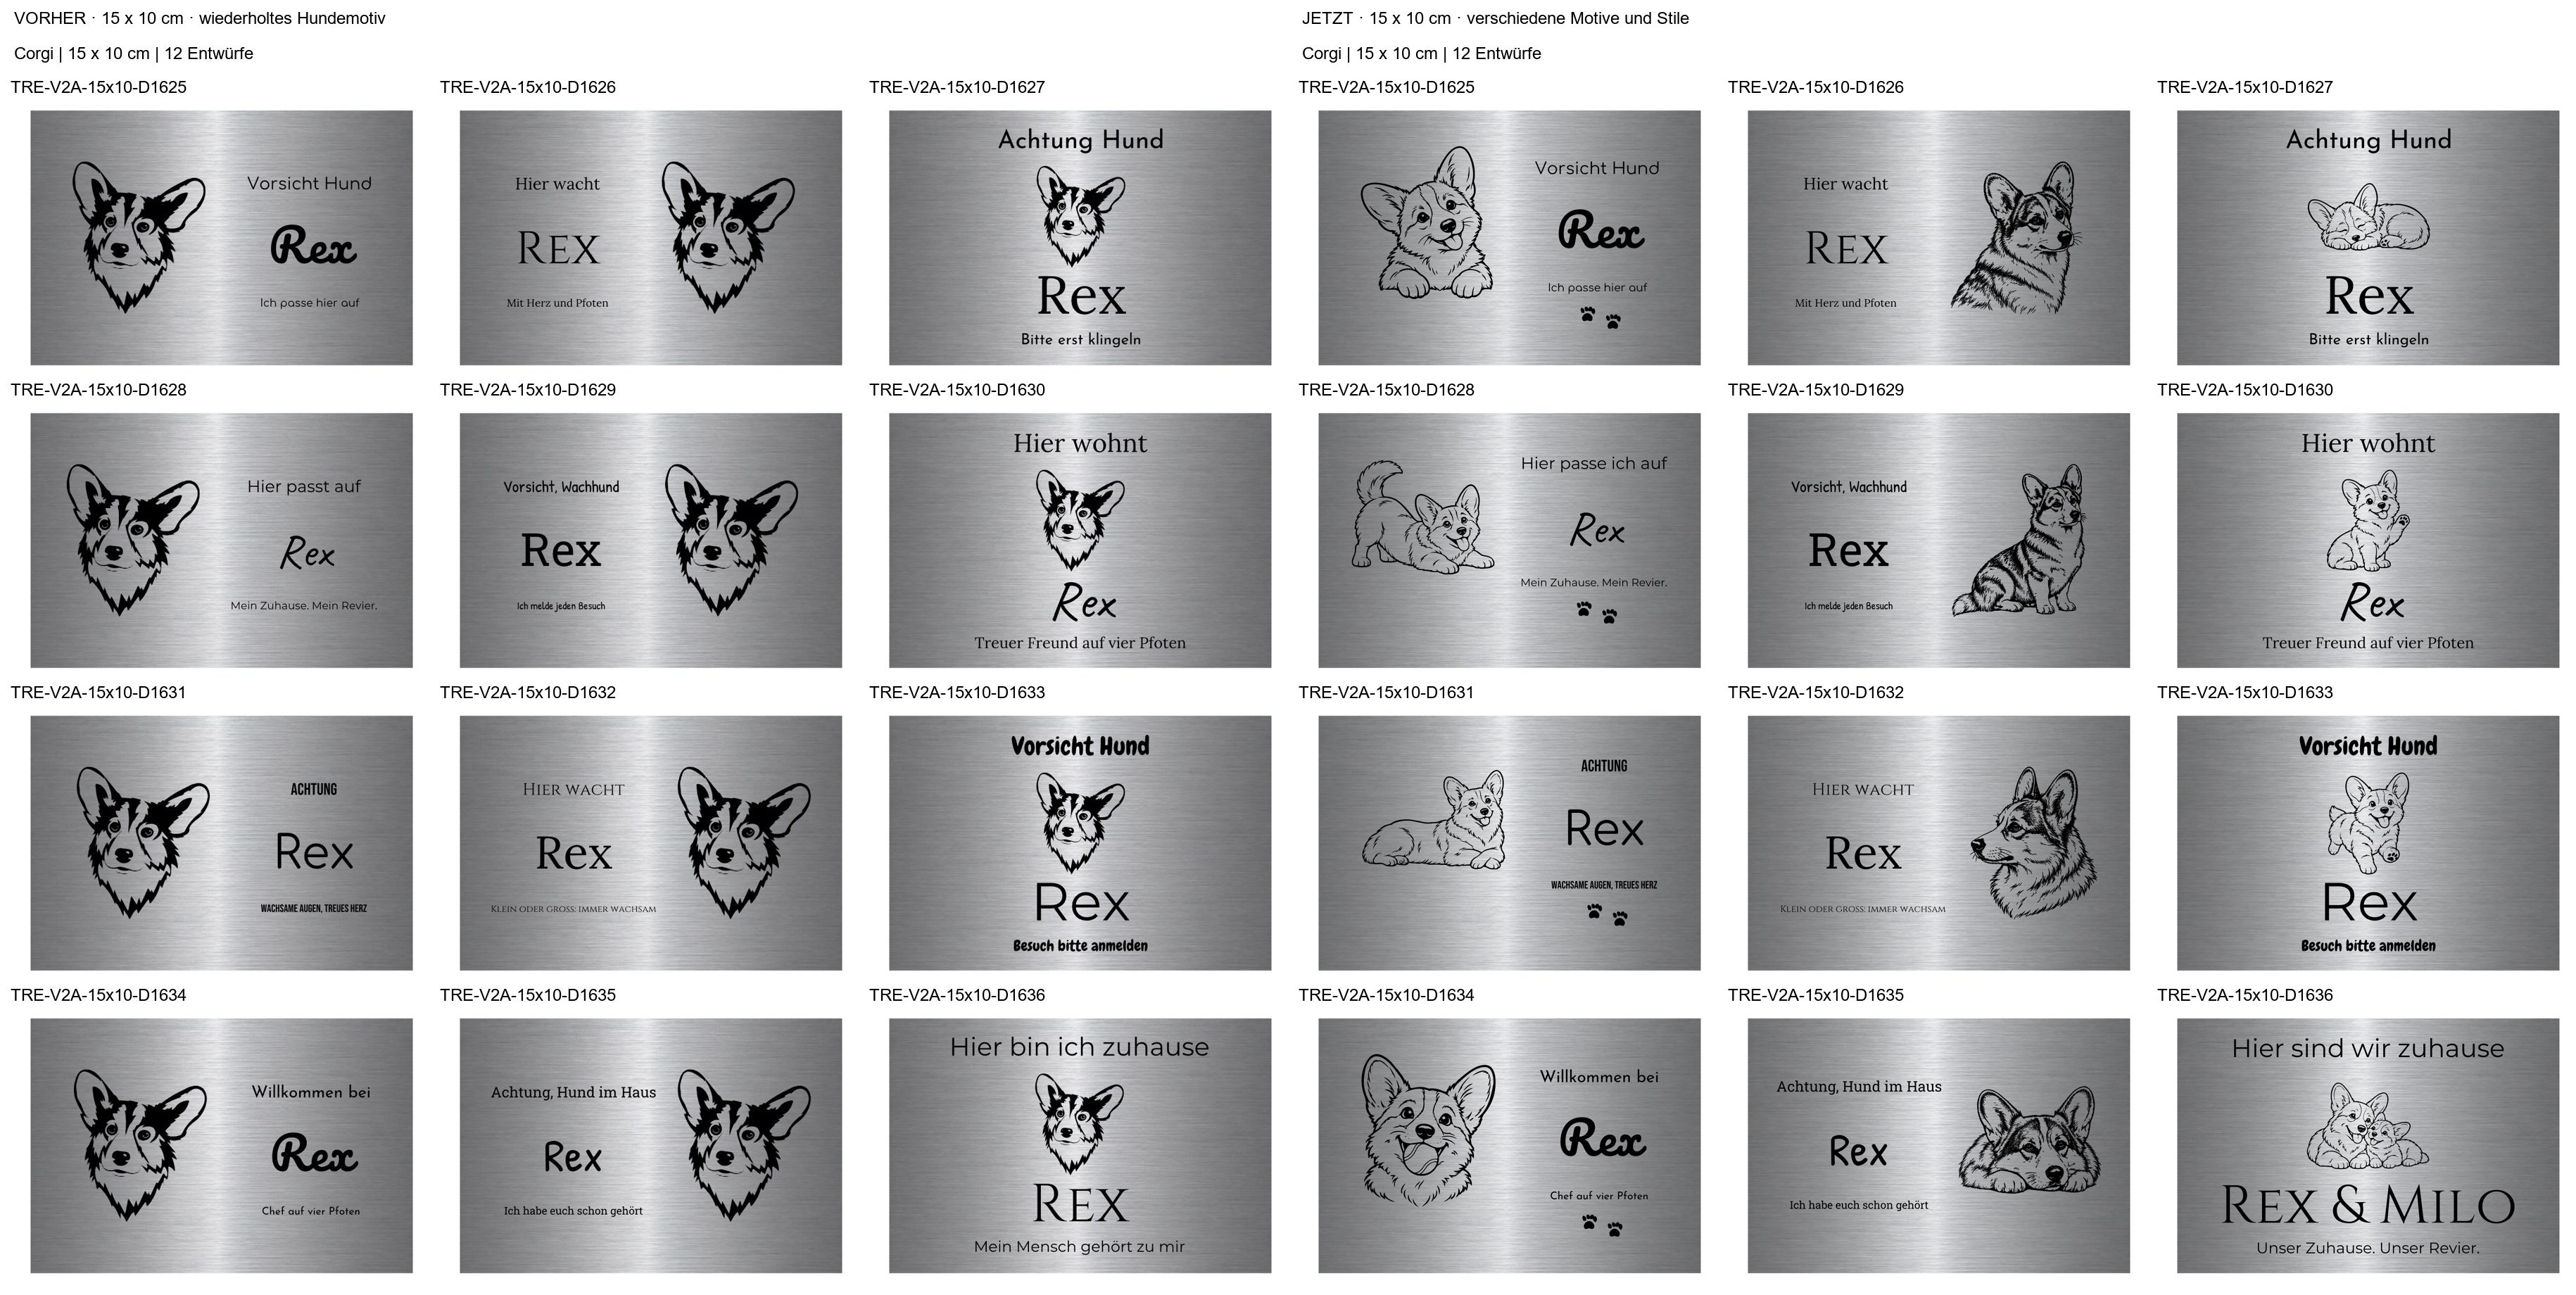 VORHER · 15 x 10 cm · wiederholtes Hundemotiv
Corgi | 15 x 10 cm | 12 Entwürfe
TRE-V2A-15x10-D1625
Vorsicht Hund
Rex
Ich passe hier auf
TRE-V2A-15x10-D1626
Hier wacht
REX
Mit Herz und Pfoten
TRE-V2A-15x10-D1627
Achtung Hund
Rex
Bitte erst klingeln
TRE-V2A-15x10-D1628
Hier passt auf
Rex
Mein Zuhause. Mein Revier.
TRE-V2A-15x10-D1629
Vorsicht, Wachhund
Rex
Ich melde jeden Besuch
TRE-V2A-15x10-D1630
Hier wohnt
Rex
Treuer Freund auf vier Pfoten
TRE-V2A-15x10-D1631
ACHTUNG
Rex
WACHSAME AUGEN, TREUES HERZ
TRE-V2A-15x10-D1632
HIER WACHT
Rex
KLEIN ODER GROSS: IMMER WACHSAM
TRE-V2A-15x10-D1633
Vorsicht Hund
Rex
Besuch bitte anmelden
TRE-V2A-15x10-D1634
Willkommen bei
Rex
Chef auf vier Pfoten
TRE-V2A-15x10-D1635
Achtung, Hund im Haus
Rex
Ich habe euch schon gehört
TRE-V2A-15x10-D1636
Hier bin ich zuhause
REX
Mein Mensch gehört zu mir
JETZT · 15 x 10 cm · verschiedene Motive und Stile
Corgi | 15 x 10 cm | 12 Entwürfe
TRE-V2A-15x10-D1625
Vorsicht Hund
Rex
Ich passe hier auf
TRE-V2A-15x10-D1626
Hier wacht
REX
Mit Herz und Pfoten
TRE-V2A-15x10-D1627
Achtung Hund
Rex
Bitte erst klingeln
TRE-V2A-15x10-D1628
Hier passe ich auf
Rex
Mein Zuhause. Mein Revier.
TRE-V2A-15x10-D1629
Vorsicht, Wachhund
Rex
Ich melde jeden Besuch
TRE-V2A-15x10-D1630
Hier wohnt
Rex
Treuer Freund auf vier Pfoten
TRE-V2A-15x10-D1631
ACHTUNG
Rex
WACHSAME AUGEN, TREUES HERZ
TRE-V2A-15x10-D1632
HIER WACHT
Rex
KLEIN ODER GROSS: IMMER WACHSAM
TRE-V2A-15x10-D1633
Vorsicht Hund
Rex
Besuch bitte anmelden
TRE-V2A-15x10-D1634
Willkommen bei
Rex
Chef auf vier Pfoten
TRE-V2A-15x10-D1635
Achtung, Hund im Haus
Rex
Ich habe euch schon gehört
TRE-V2A-15x10-D1636
Hier sind wir zuhause
REX & MILO
Unser Zuhause. Unser Revier.